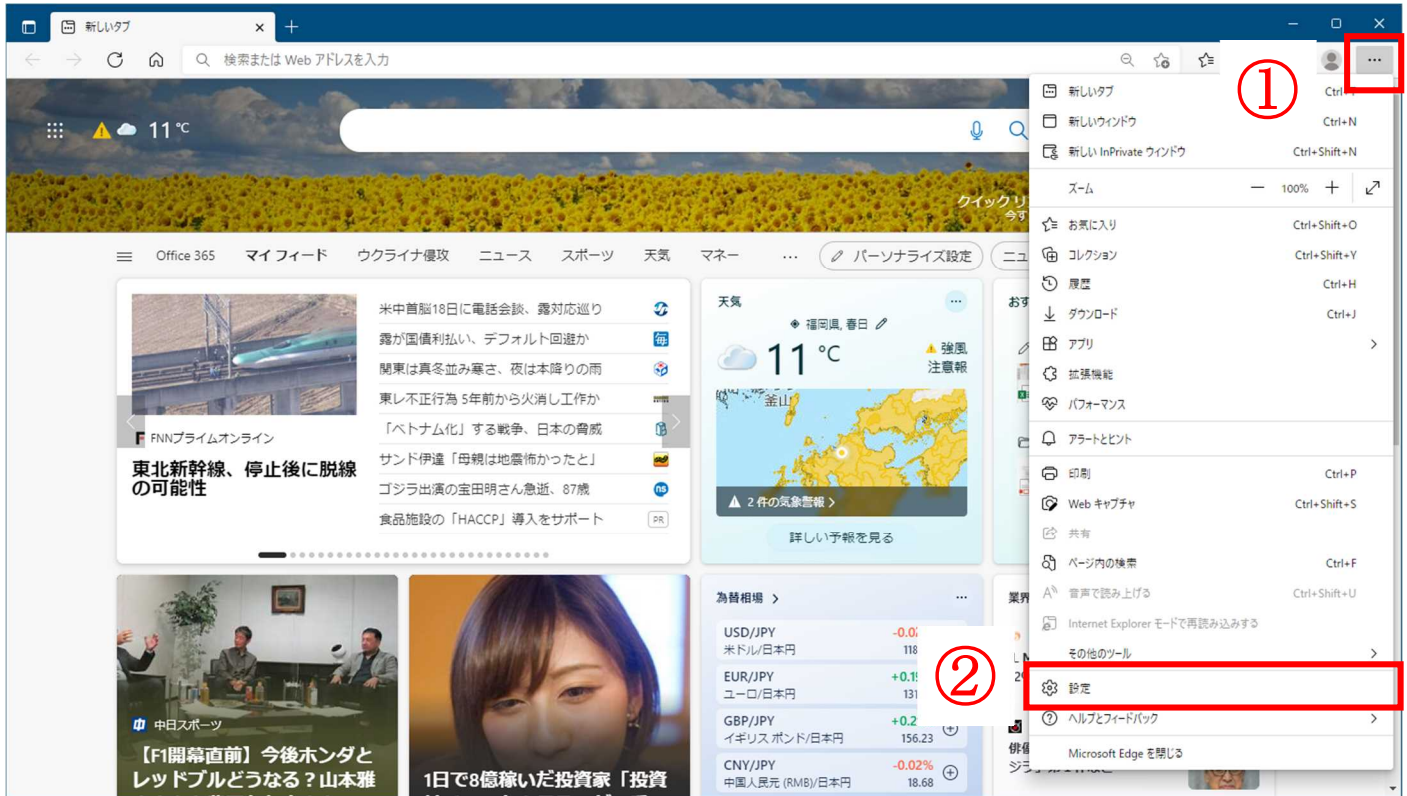 新しいタブ
検索または Web アドレスを入力
①
11 °C
クイックリ
今す
Office 365 マイ フィード ウクライナ侵攻 ニュース スポーツ 天気 マネー ... パーソナライズ設定 ニュ
米中首脳18日に電話会談、露対応巡り
露が国債利払い、デフォルト回避か
関東は真冬並み寒さ、夜は本降りの雨
東レ不正行為 5年前から火消し工作か
「ベトナム化」する戦争、日本の脅威
サンド伊達「母親は地震怖かったと」
ゴジラ出演の宝田明さん急逝、87歳
食品施設の「HACCP」導入をサポート PR
FNNプライムオンライン
東北新幹線、停止後に脱線
の可能性
天気
福岡県, 春日
11 °C
強風
注意報
釜山
2 件の気象警報
詳しい予報を見る
おす
中日スポーツ
【F1開幕直前】今後ホンダと
レッドブルどうなる？山本雅
1日で8億稼いだ投資家「投資
為替相場
USD/JPY
米ドル/日本円 118
EUR/JPY
ユーロ/日本円 131
GBP/JPY
イギリス ポンド/日本円 156.23
CNY/JPY -0.02%
中国人民元 (RMB)/日本円 18.68
業界
②
新しいタブ
新しいウィンドウ Ctrl+N
新しい InPrivate ウィンドウ Ctrl+Shift+N
ズーム 100%
お気に入り Ctrl+Shift+O
コレクション Ctrl+Shift+Y
履歴 Ctrl+H
ダウンロード Ctrl+J
アプリ
拡張機能
パフォーマンス
アラートとヒント
印刷 Ctrl+P
Web キャプチャ Ctrl+Shift+S
共有
ページ内の検索 Ctrl+F
音声で読み上げる Ctrl+Shift+U
Internet Explorer モードで再読み込みする
その他のツール
設定
ヘルプとフィードバック
Microsoft Edge を閉じる